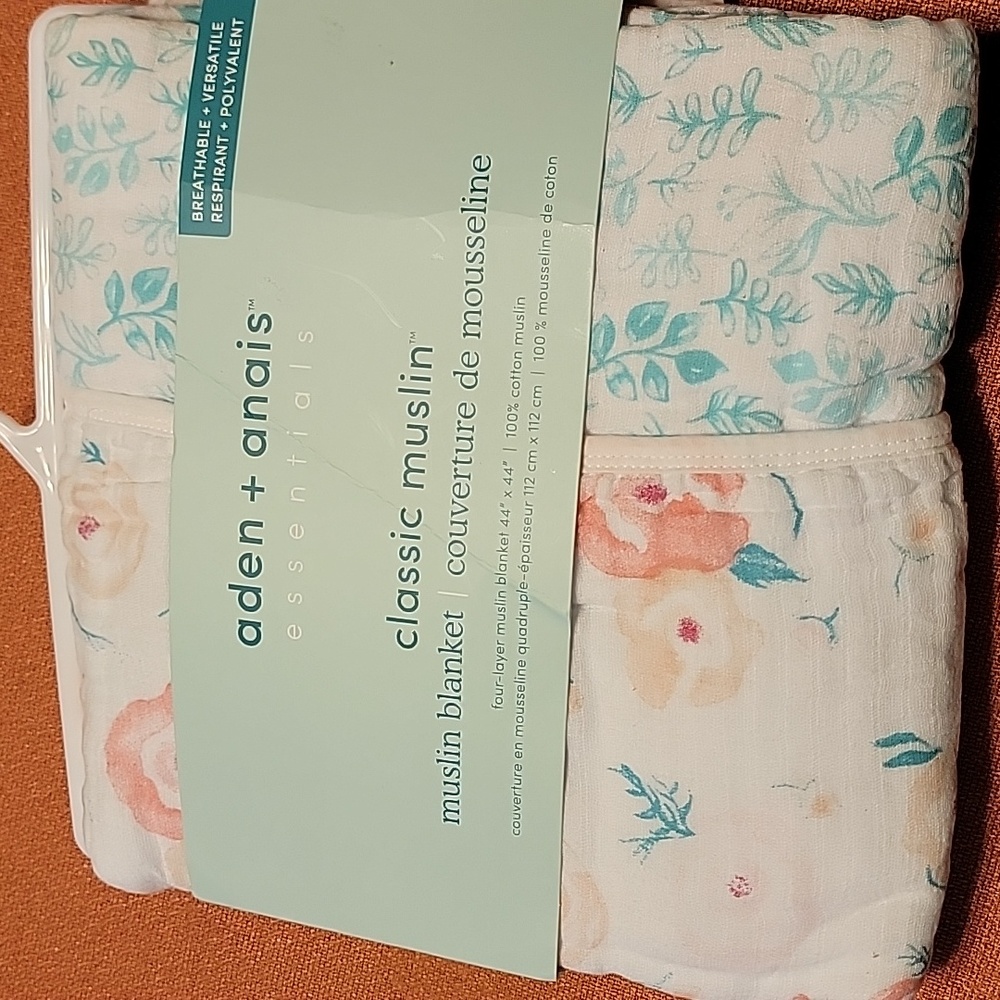 BREATHABLE + VERSATILE
RESPIRANT + POLYVALENT
aden + anais™
essentials
classic muslin™
muslin blanket | couverture de mousseline
four-layer muslin blanket 44" x 44" | 100% cotton muslin
couverture en mousseline quadruple-épaisseur 112 cm x 112 cm | 100 % mousseline de coton